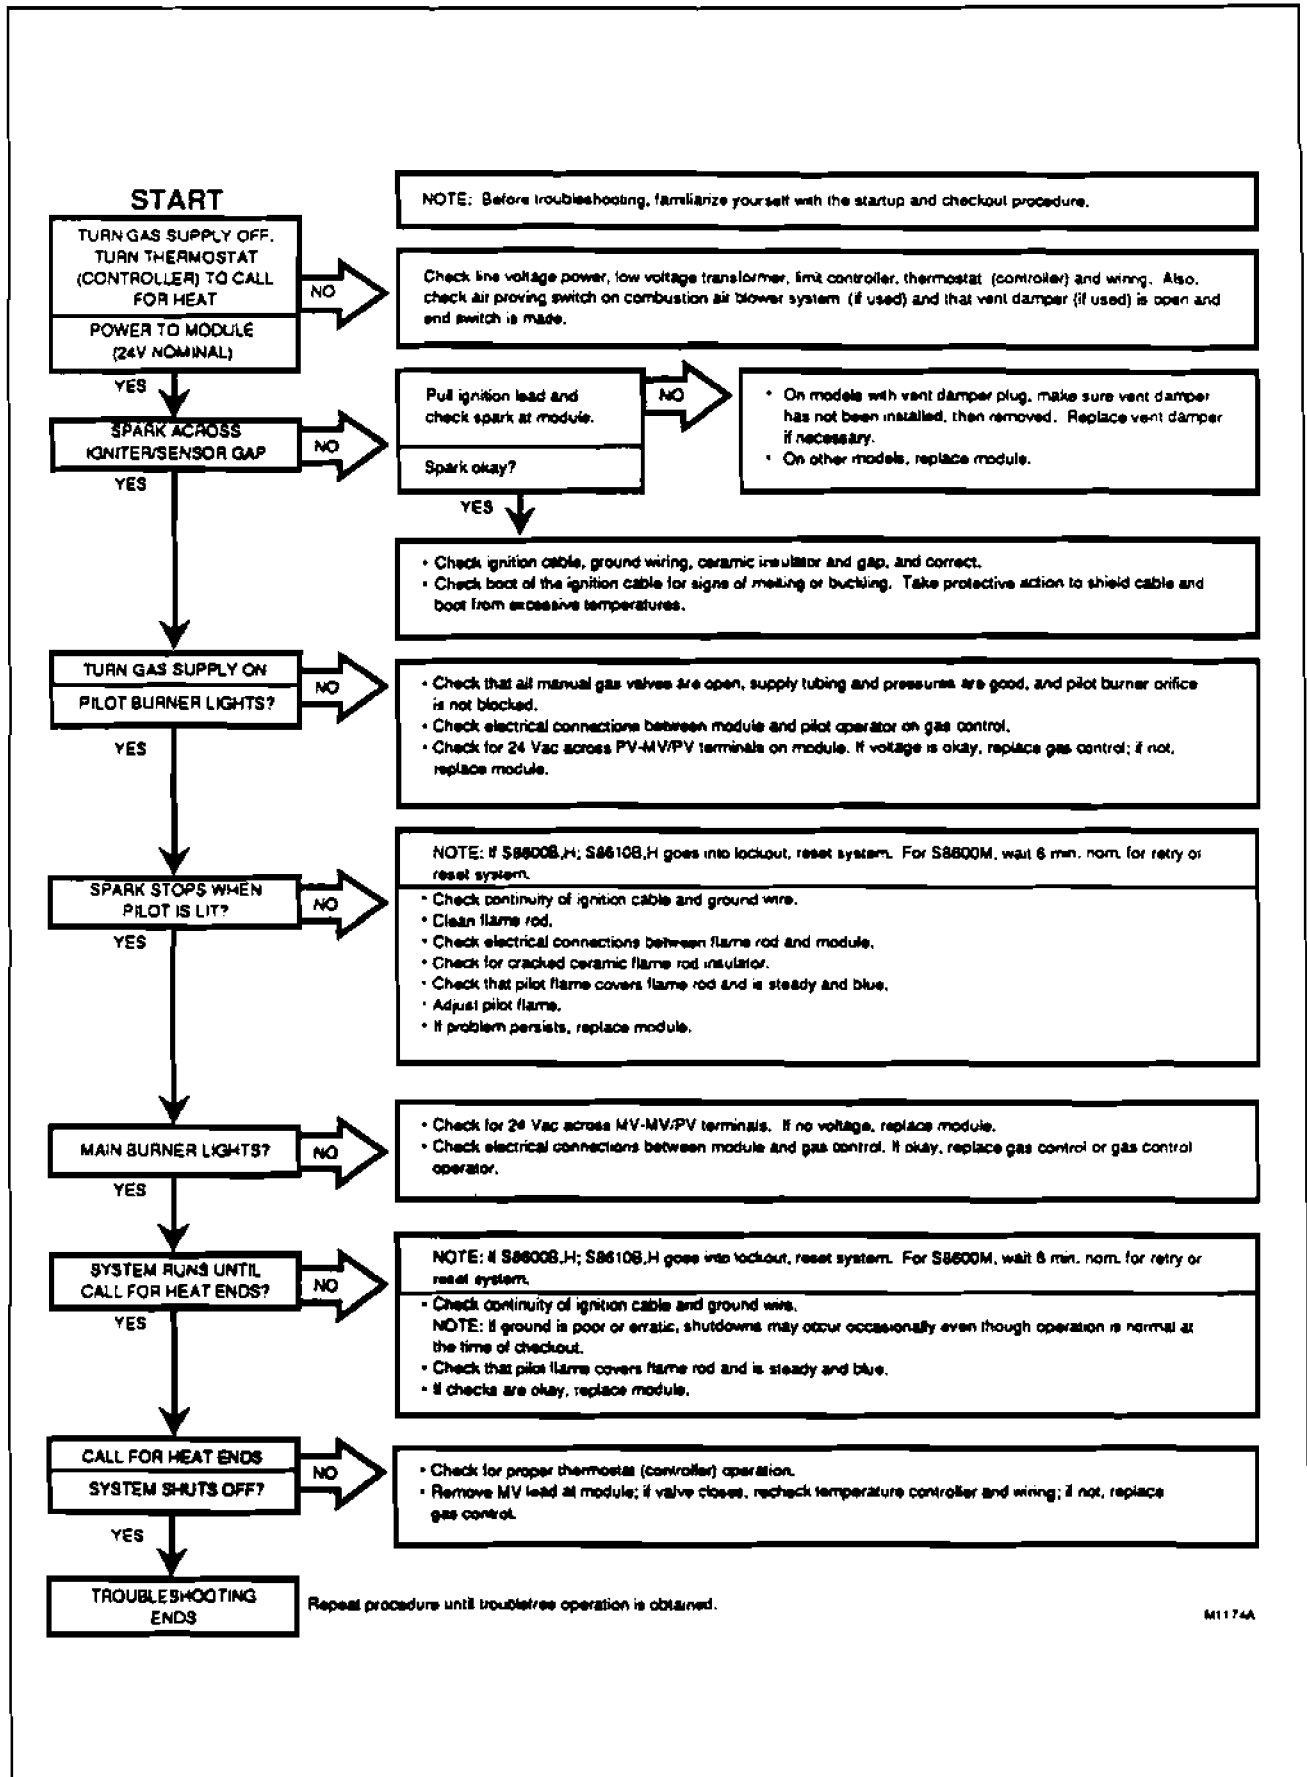 START
NOTE: Before troubleshooting, familiarize yourself with the startup and checkout procedure.
TURN GAS SUPPLY OFF.
TURN THERMOSTAT
(CONTROLLER) TO CALL
FOR HEAT
POWER TO MODULE
(24V NOMINAL)
NO
Check line voltage power, low voltage transformer, limit controller, thermostat (controller) and wiring. Also,
check air proving switch on combustion air blower system (if used) and that vent damper (if used) is open and
end switch is made.
YES
SPARK ACROSS
IGNITER/SENSOR GAP
NO
Pull ignition lead and
check spark at module.
Spark okay?
NO
• On models with vent damper plug, make sure vent damper
has not been installed, then removed. Replace vent damper
if necessary.
• On other models, replace module.
YES
YES
• Check ignition cable, ground wiring, ceramic insulator and gap, and correct.
• Check boot of the ignition cable for signs of melting or buckling. Take protective action to shield cable and
boot from excessive temperatures.
TURN GAS SUPPLY ON
PILOT BURNER LIGHTS?
NO
• Check that all manual gas valves are open, supply tubing and pressures are good, and pilot burner orifice
is not blocked.
• Check electrical connections between module and pilot operator on gas control.
• Check for 24 Vac across PV-MV/PV terminals on module. If voltage is okay, replace gas control; if not,
replace module.
YES
SPARK STOPS WHEN
PILOT IS LIT?
NO
NOTE: If S8600B,H; S8610B,H goes into lockout, reset system. For S8600M, wait 6 min. nom. for retry or
reset system.
• Check continuity of ignition cable and ground wire.
• Clean flame rod.
• Check electrical connections between flame rod and module.
• Check for cracked ceramic flame rod insulator.
• Check that pilot flame covers flame rod and is steady and blue.
• Adjust pilot flame.
• If problem persists, replace module.
YES
MAIN BURNER LIGHTS?
NO
• Check for 24 Vac across MV-MV/PV terminals. If no voltage, replace module.
• Check electrical connections between module and gas control. If okay, replace gas control or gas control
operator.
YES
SYSTEM RUNS UNTIL
CALL FOR HEAT ENDS?
NO
NOTE: If S8600B,H; S8610B,H goes into lockout, reset system. For S8600M, wait 6 min. nom. for retry or
reset system.
• Check continuity of ignition cable and ground wire.
NOTE: If ground is poor or erratic, shutdowns may occur occasionally even though operation is normal at
the time of checkout.
• Check that pilot flame covers flame rod and is steady and blue.
• If checks are okay, replace module.
YES
CALL FOR HEAT ENDS
SYSTEM SHUTS OFF?
NO
• Check for proper thermostat (controller) operation.
• Remove MV lead at module; if valve closes, recheck temperature controller and wiring; if not, replace
gas control.
YES
TROUBLESHOOTING
ENDS
Repeat procedure until troublefree operation is obtained.
M1174A